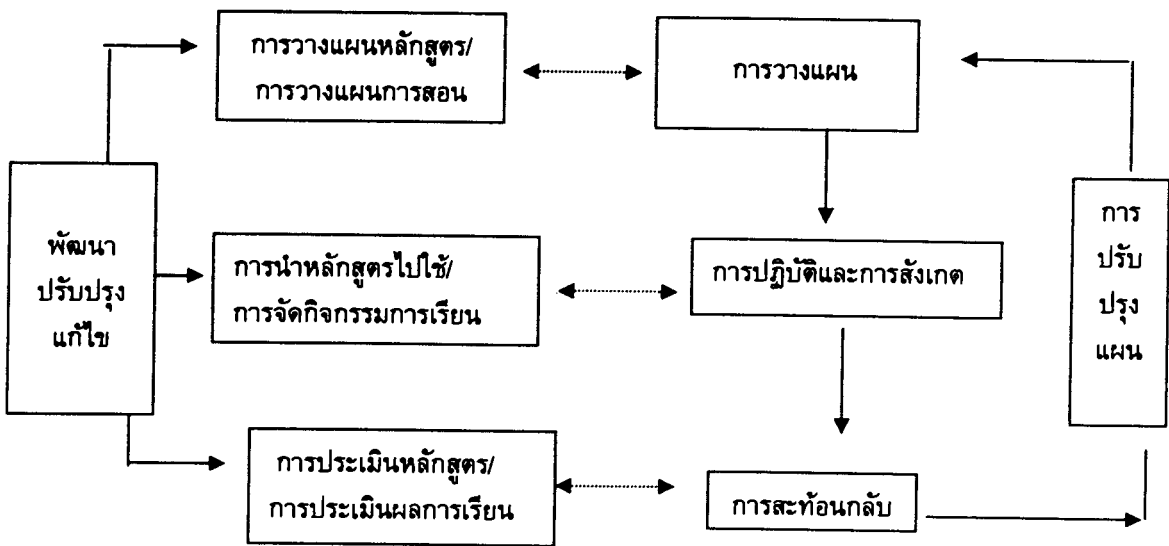 การวางแผนหลักสูตร/
การวางแผนการสอน
การวางแผน
พัฒนา
ปรับปรุง
แก้ไข
การนำหลักสูตรไปใช้/
การจัดกิจกรรมการเรียน
การปฏิบัติและการสังเกต
การ
ปรับ
ปรุง
แผน
การประเมินหลักสูตร/
การประเมินผลการเรียน
การสะท้อนกลับ